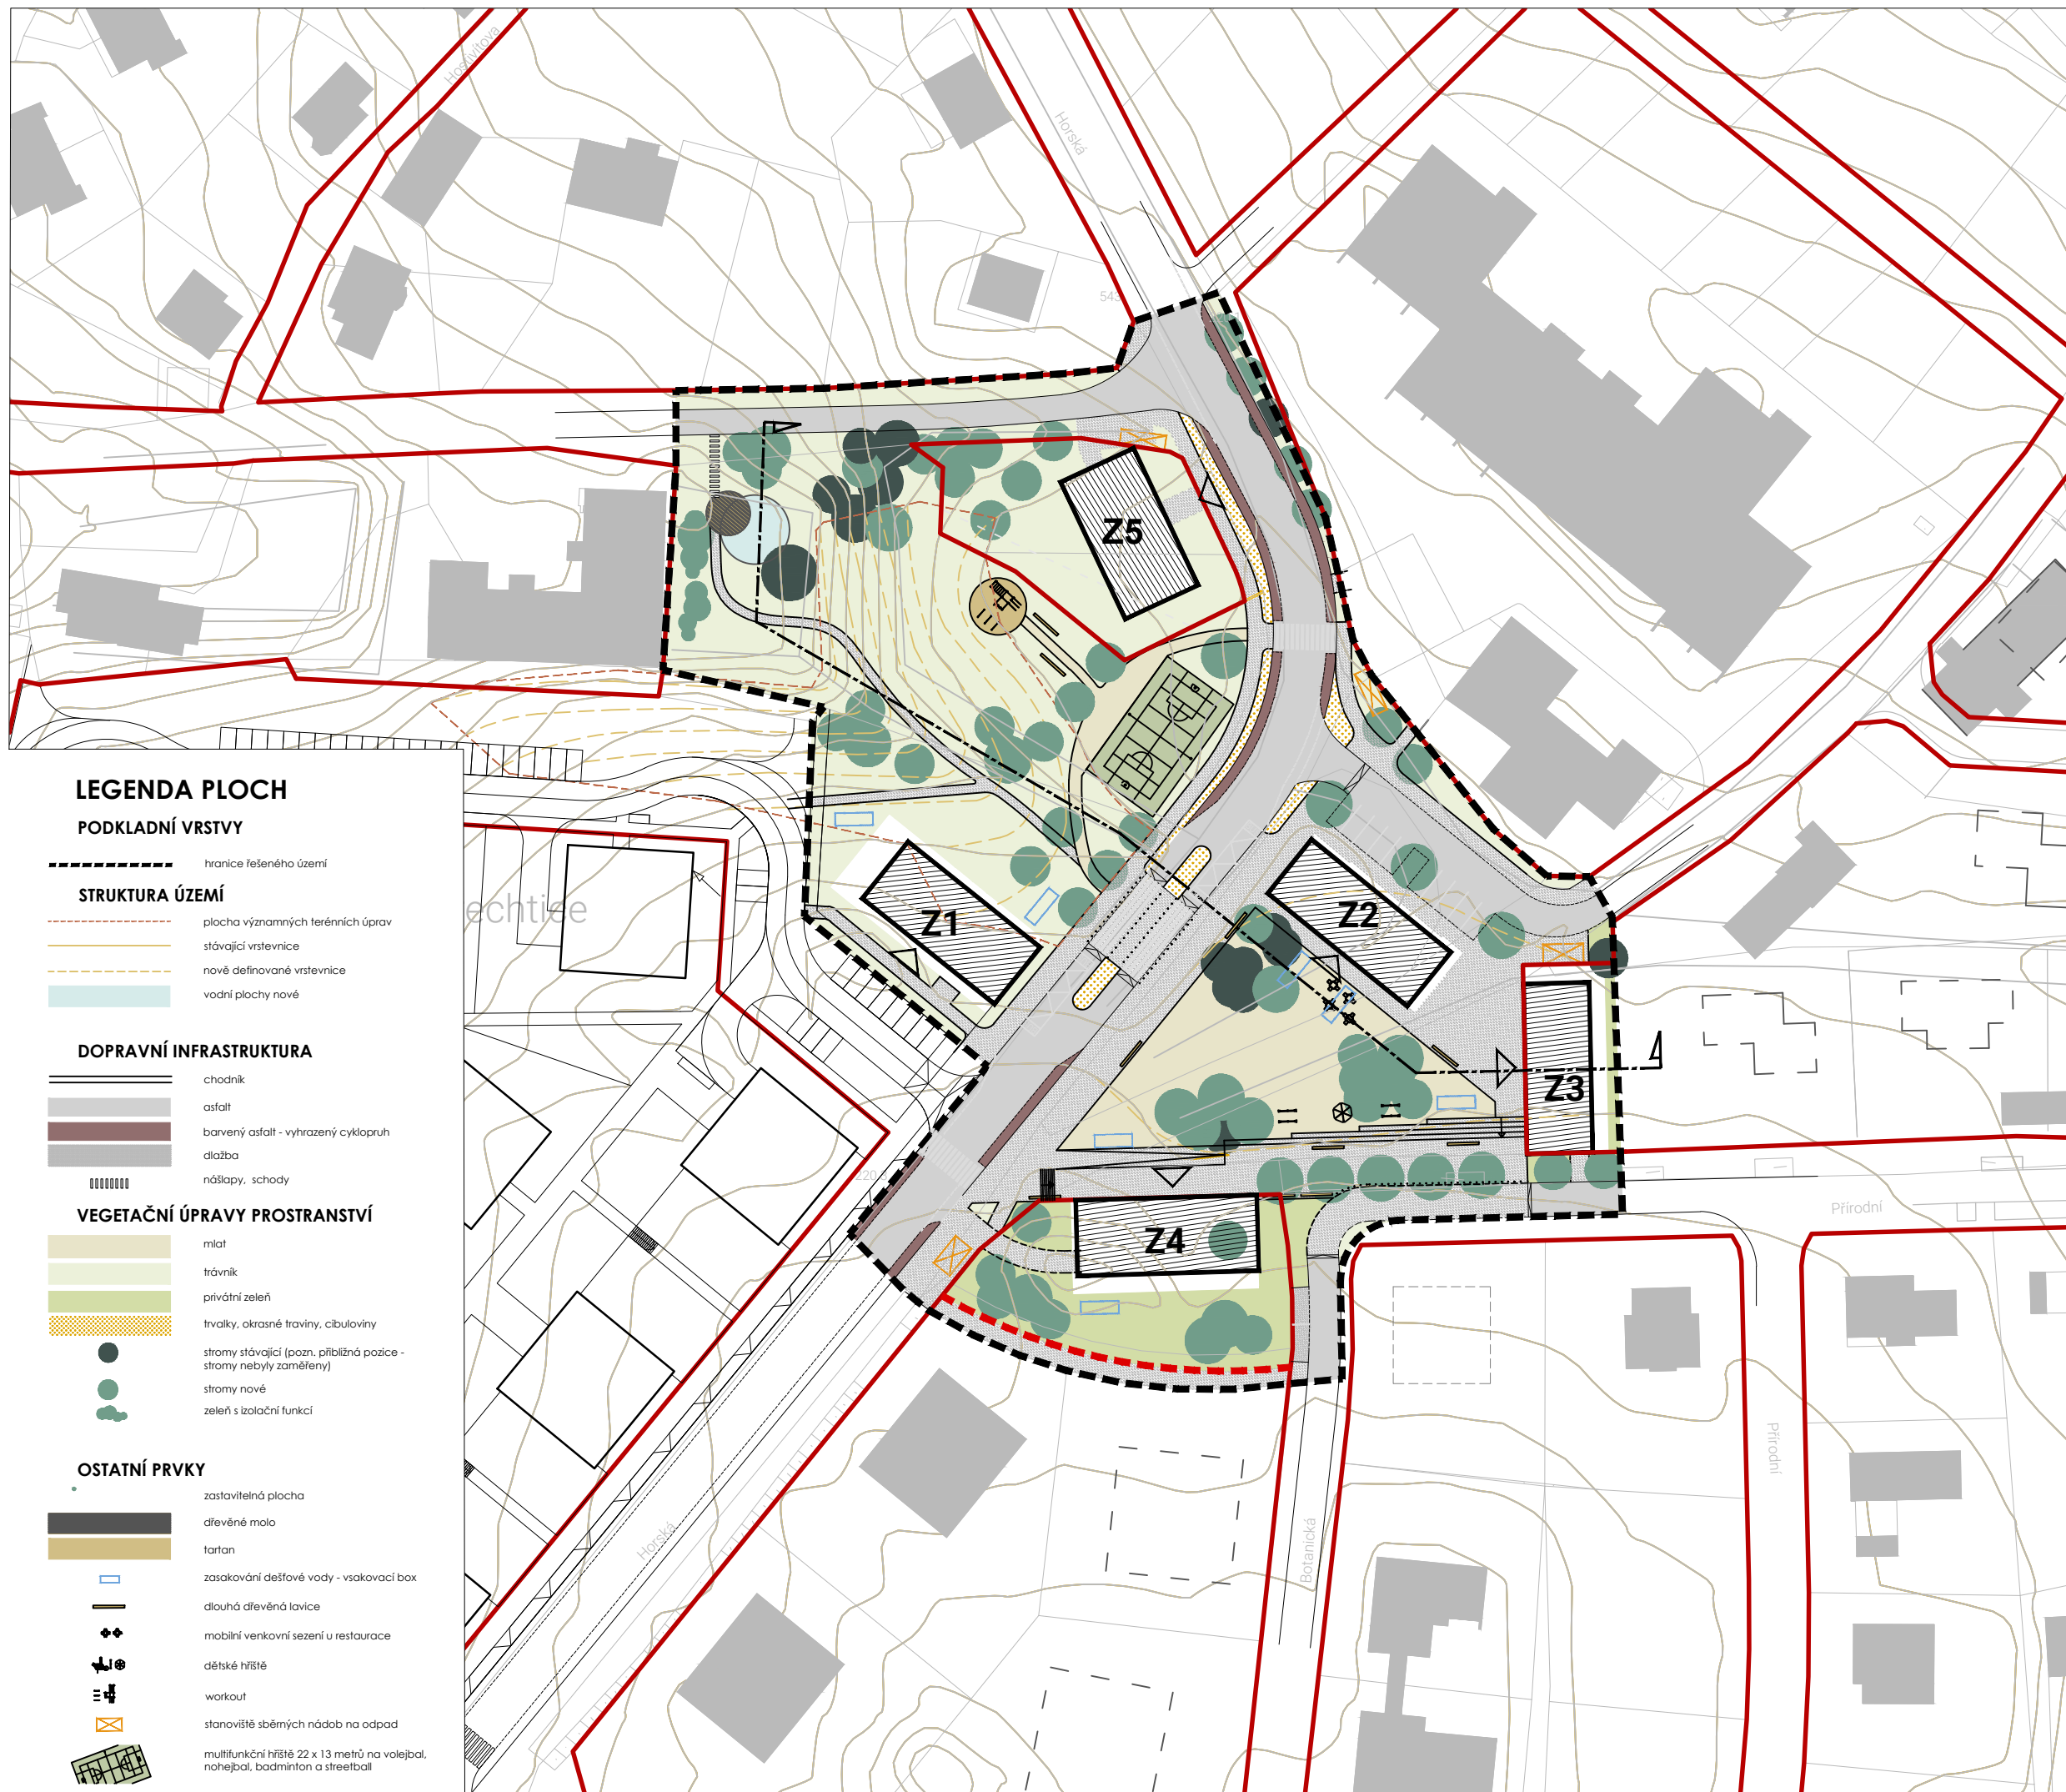 Hostivítova
Horská
543
Z5
LEGENDA PLOCH
PODKLADNÍ VRSTVY
hranice řešeného území
STRUKTURA ÚZEMÍ
plocha významných terénních úprav
stávající vrstevnice
nově definované vrstevnice
vodní plochy nové
DOPRAVNÍ INFRASTRUKTURA
chodník
asfalt
barvený asfalt - vyhrazený cyklopruh
dlažba
nášlapy, schody
VEGETAČNÍ ÚPRAVY PROSTRANSTVÍ
mlat
trávník
privátní zeleň
trvalky, okrasné traviny, cibuloviny
stromy stávající (pozn. přibližná pozice -
stromy nebyly zaměřeny)
stromy nové
zeleň s izolační funkcí
OSTATNÍ PRVKY
zastavitelná plocha
dřevěné molo
tartan
zasakování dešťové vody - vsakovací box
dlouhá dřevěná lavice
mobilní venkovní sezení u restaurace
dětské hřiště
workout
stanoviště sběrných nádob na odpad
multifunkční hřiště 22 x 13 metrů na volejbal,
nohejbal, badminton a streetball
echtice
Z1
Z2
Z3
Z4
220
Přírodní
Přírodní
Horská
Botanická